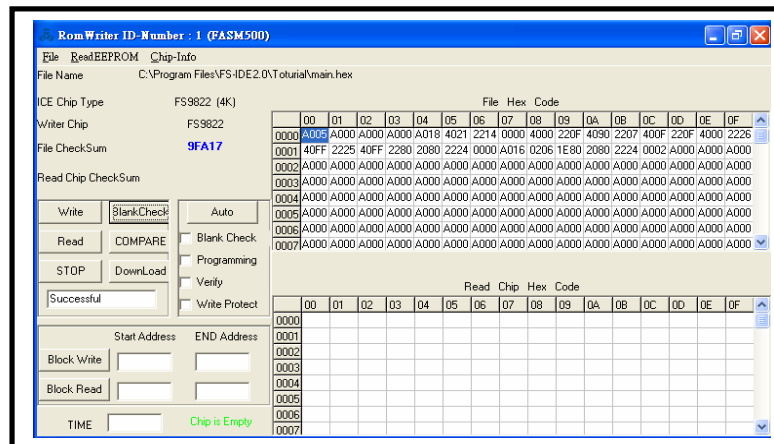 RomWriter ID-Number : 1 (FASM500)
File ReadEEPROM Chip-Info
File Name C:\Program Files\FS-IDE2.0\Toturial\main.hex
ICE Chip Type FS9822 (4K)
Writer Chip FS9822
File CheckSum 9FA17
Read Chip CheckSum
Write BlankCheck Auto
Read COMPARE Blank Check
Programming
STOP DownLoad Verify
Successful Write Protect
Start Address END Address
Block Write
Block Read
TIME Chip is Empty
File Hex Code
00 01 02 03 04 05 06 07 08 09 0A 0B 0C 0D 0E 0F
0000 A005 A000 A000 A000 A018 4021 2214 0000 4000 220F 4090 2207 400F 220F 4000 2226
0001 40FF 2225 40FF 2280 2080 2224 0000 A016 0206 1E80 2080 2224 0002 A000 A000 A000
0002 A000 A000 A000 A000 A000 A000 A000 A000 A000 A000 A000 A000 A000 A000 A000 A000
0003 A000 A000 A000 A000 A000 A000 A000 A000 A000 A000 A000 A000 A000 A000 A000 A000
0004 A000 A000 A000 A000 A000 A000 A000 A000 A000 A000 A000 A000 A000 A000 A000 A000
0005 A000 A000 A000 A000 A000 A000 A000 A000 A000 A000 A000 A000 A000 A000 A000 A000
0006 A000 A000 A000 A000 A000 A000 A000 A000 A000 A000 A000 A000 A000 A000 A000 A000
0007 A000 A000 A000 A000 A000 A000 A000 A000 A000 A000 A000 A000 A000 A000 A000 A000
Read Chip Hex Code
00 01 02 03 04 05 06 07 08 09 0A 0B 0C 0D 0E 0F
0000
0001
0002
0003
0004
0005
0006
0007